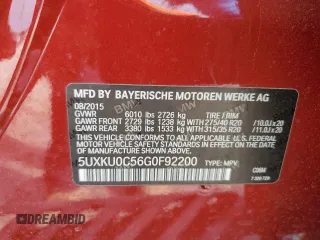 MFD BY BAYERISCHE MOTOREN WERKE AG
08/2015
GVWR 6010 lbs 2726 kg TIRE / RIM
GAWR FRONT 2729 lbs 1238 KG WITH 275/40 R20 / 10.0J x 20
GAWR REAR 3380 lbs 1533 kg WITH 315/35 R20 / 11.0J x 20
THIS VEHICLE CONFORMS TO ALL APPLICABLE U.S.
FEDERAL MOTOR VEHICLE SAFETY STANDARDS IN
EFFECT ON THE DATE OF MANUFACTURE SHOWN ABOVE.
5UXKU0C56G0F92200 TYPE: MPV
DREAMBID